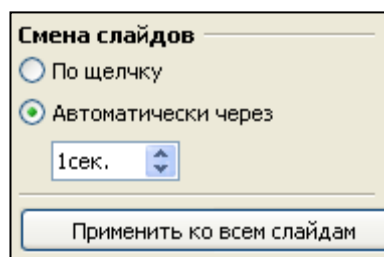 Смена слайдов
По щелчку
Автоматически через
1сек.
Применить ко всем слайдам